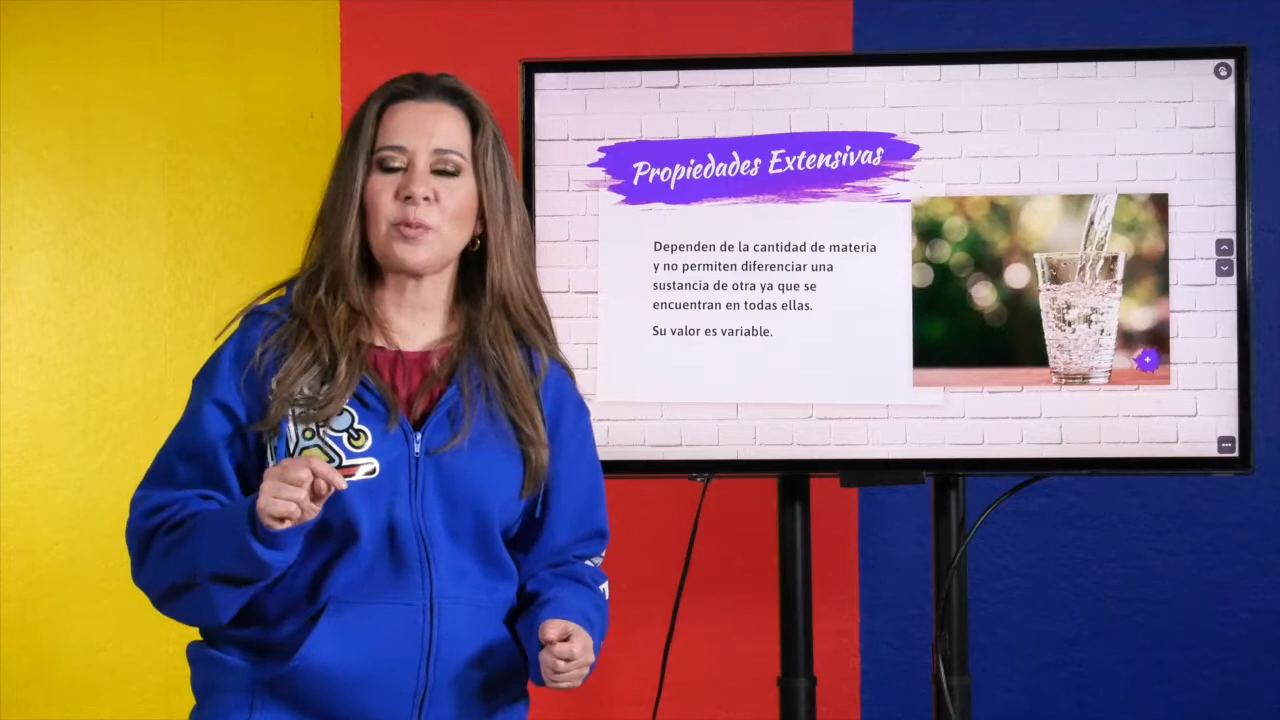 Propiedades Extensivas
Dependen de la cantidad de materia
y no permiten diferenciar una
sustancia de otra ya que se
encuentran en todas ellas.
Su valor es variable.